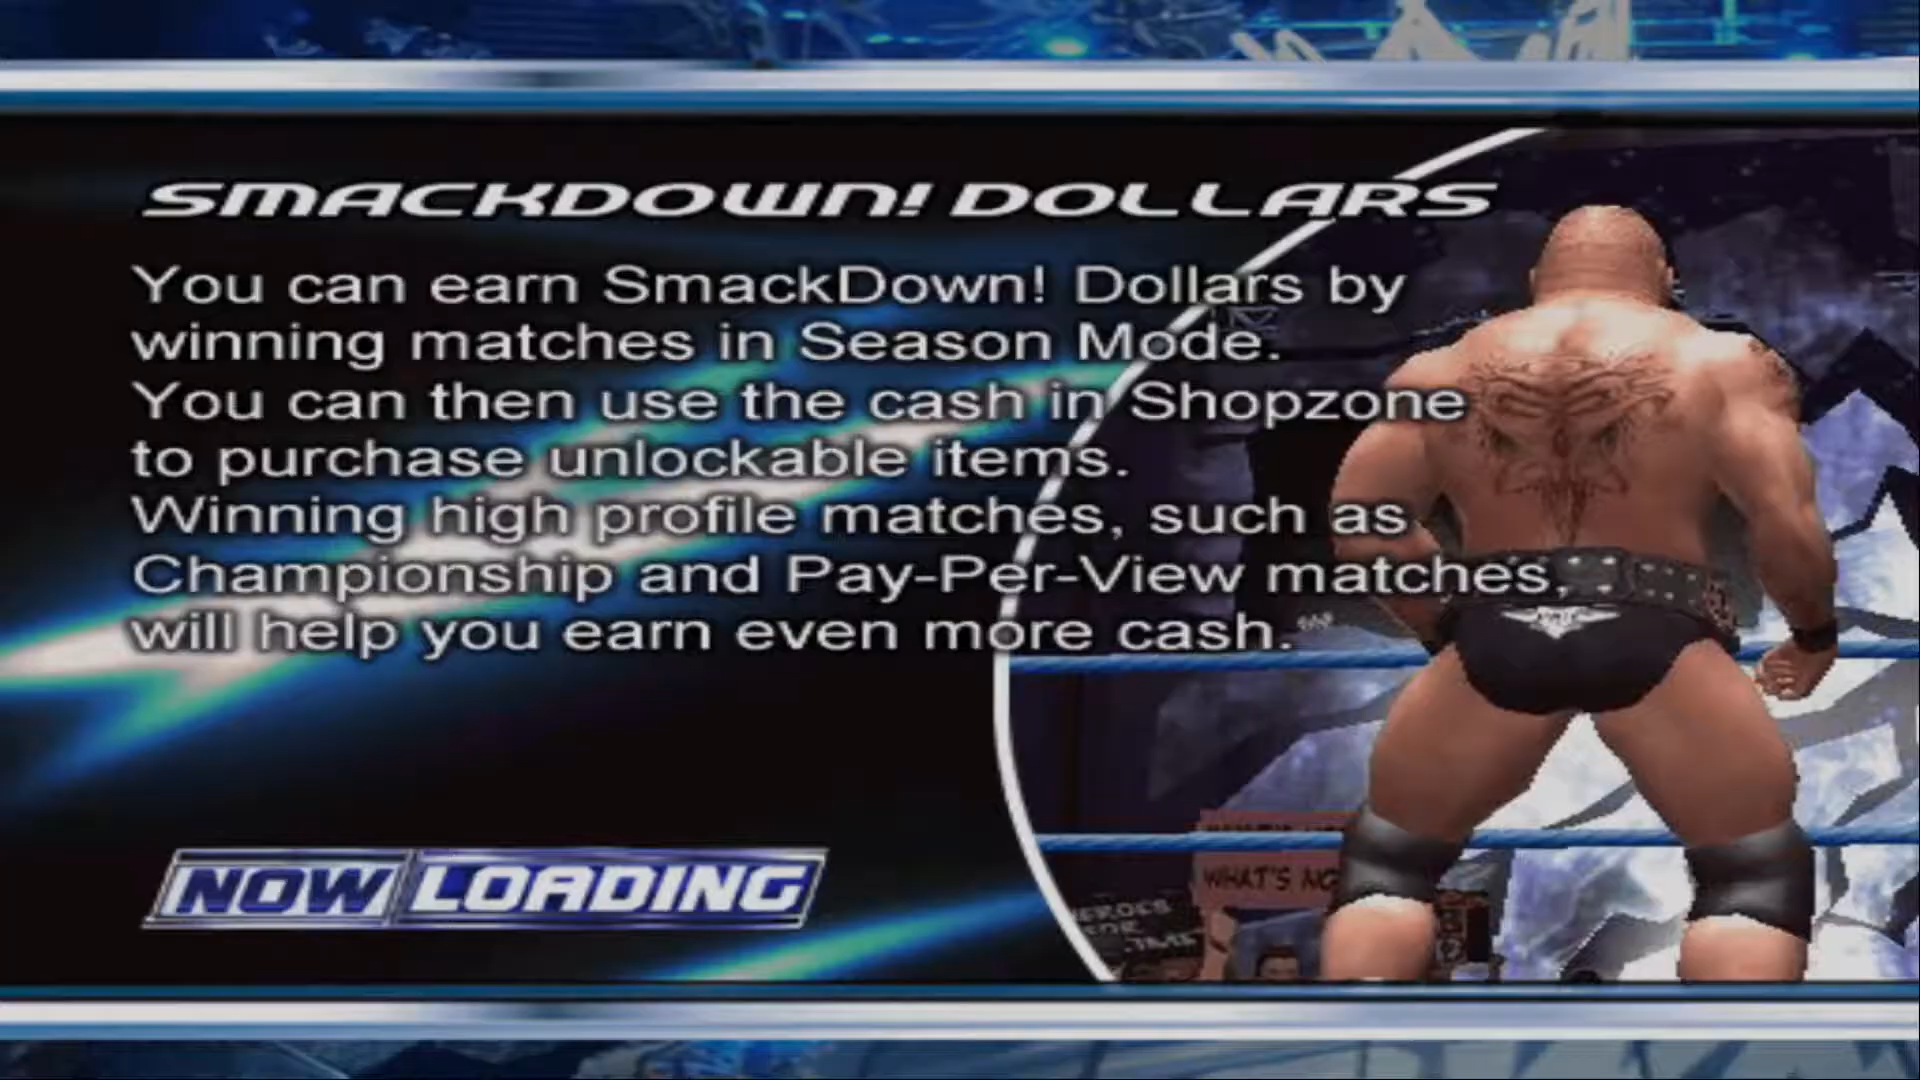 SMACKDOWN! DOLLARS
You can earn SmackDown! Dollars by
winning matches in Season Mode.
You can then use the cash in Shopzone
to purchase unlockable items.
Winning high profile matches, such as
Championship and Pay-Per-View matches,
will help you earn even more cash.
NOW LOADING
WHAT'S